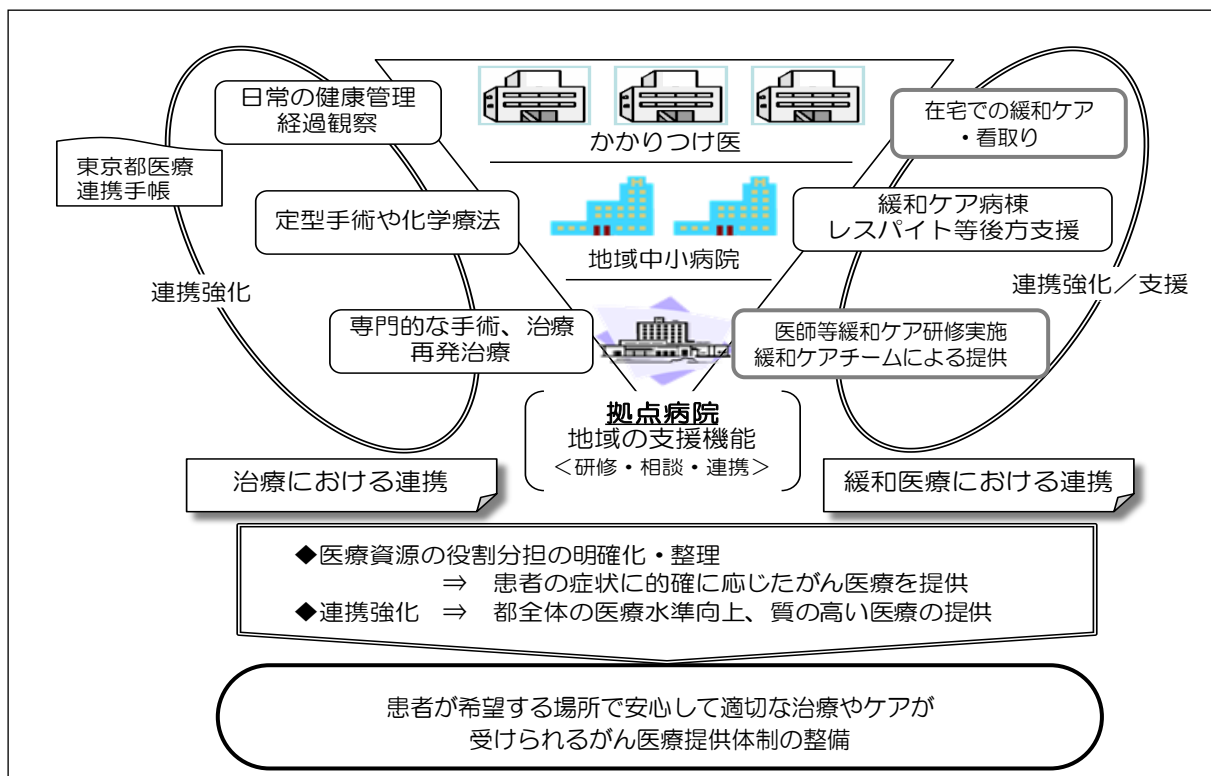 日常の健康管理
経過観察
東京都医療
連携手帳
定型手術や化学療法
連携強化
専門的な手術、治療
再発治療
かかりつけ医
地域中小病院
拠点病院
地域の支援機能
<研修・相談・連携>
在宅での緩和ケア
・看取り
緩和ケア病棟
レスパイト等後方支援
連携強化/支援
医師等緩和ケア研修実施
緩和ケアチームによる提供
治療における連携
緩和医療における連携
◆医療資源の役割分担の明確化・整理
⇒ 患者の症状に的確に応じたがん医療を提供
◆連携強化 ⇒ 都全体の医療水準向上、質の高い医療の提供
患者が希望する場所で安心して適切な治療やケアが
受けられるがん医療提供体制の整備